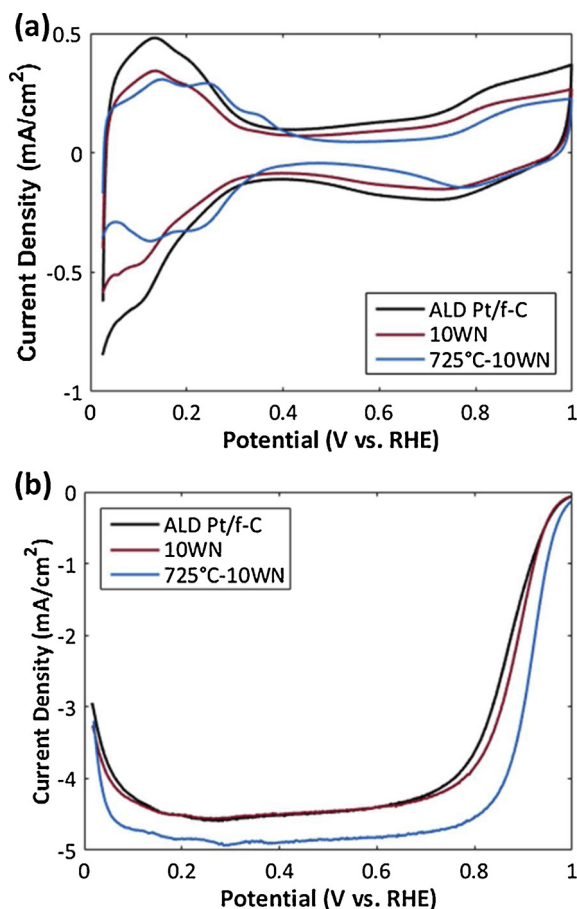 (a)
0.5
0
-0.5
-1
Current Density (mA/cm²)
ALD Pt/f-C
10WN
725°C-10WN
0 0.2 0.4 0.6 0.8 1
Potential (V vs. RHE)
(b)
0
-1
-2
-3
-4
-5
Current Density (mA/cm²)
ALD Pt/f-C
10WN
725°C-10WN
0 0.2 0.4 0.6 0.8 1
Potential (V vs. RHE)